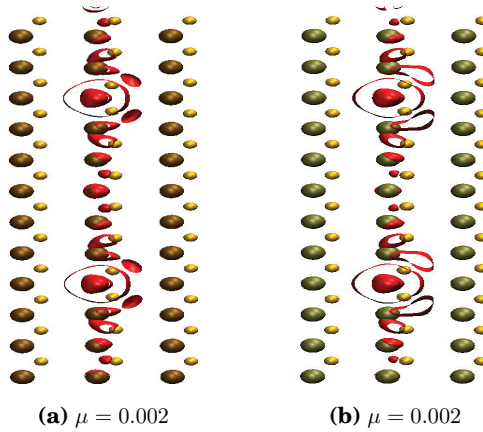 (a) μ = 0.002
(b) μ = 0.002